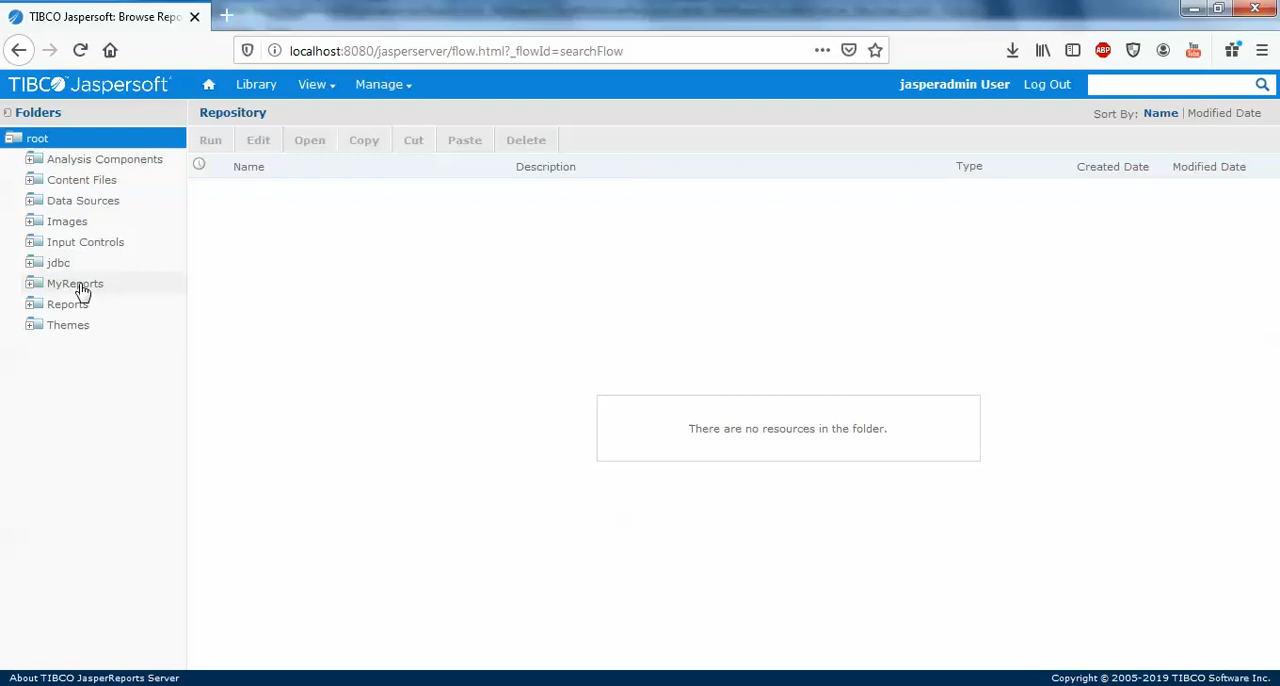 TIBCO Jaspersoft: Browse Repo
localhost:8080/jasperserver/flow.html?_flowId=searchFlow
ABP
You Tube
TIBCO Jaspersoft
Library
View
Manage
jasperadmin User
Log Out
Folders
Repository
Sort By: Name | Modified Date
root
Run
Edit
Open
Copy
Cut
Paste
Delete
Analysis Components
Content Files
Data Sources
Images
Input Controls
jdbc
MyReports
Reports
Themes
Name
Description
Type
Created Date
Modified Date
There are no resources in the folder.
About TIBCO JasperReports Server
Copyright © 2005-2019 TIBCO Software Inc.